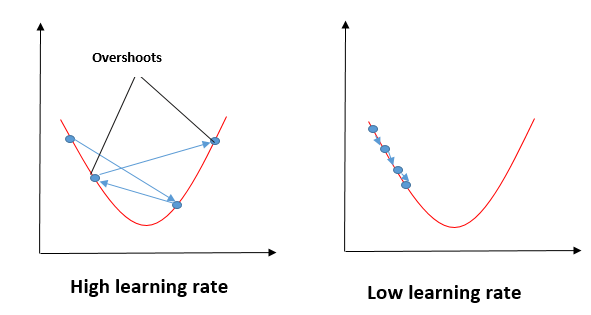 Overshoots
High learning rate
Low learning rate